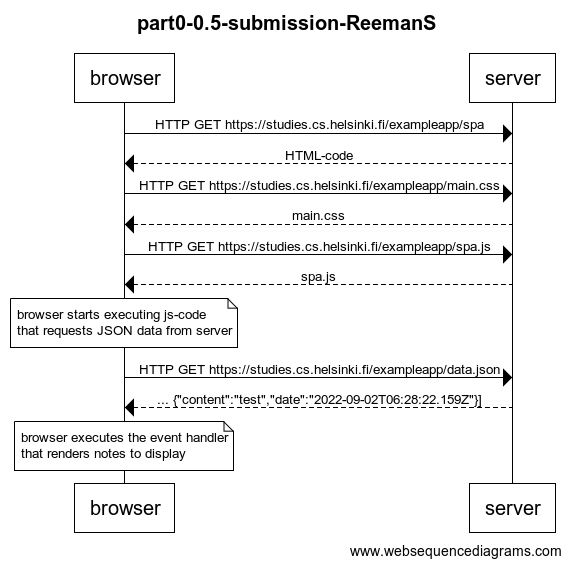 part0-0.5-submission-ReemanS
browser
server
HTTP GET https://studies.cs.helsinki.fi/exampleapp/spa
HTML-code
HTTP GET https://studies.cs.helsinki.fi/exampleapp/main.css
main.css
HTTP GET https://studies.cs.helsinki.fi/exampleapp/spa.js
spa.js
browser starts executing js-code
that requests JSON data from server
HTTP GET https://studies.cs.helsinki.fi/exampleapp/data.json
... {"content":"test","date":"2022-09-02T06:28:22.159Z"}]
browser executes the event handler
that renders notes to display
browser
server
www.websequencediagrams.com